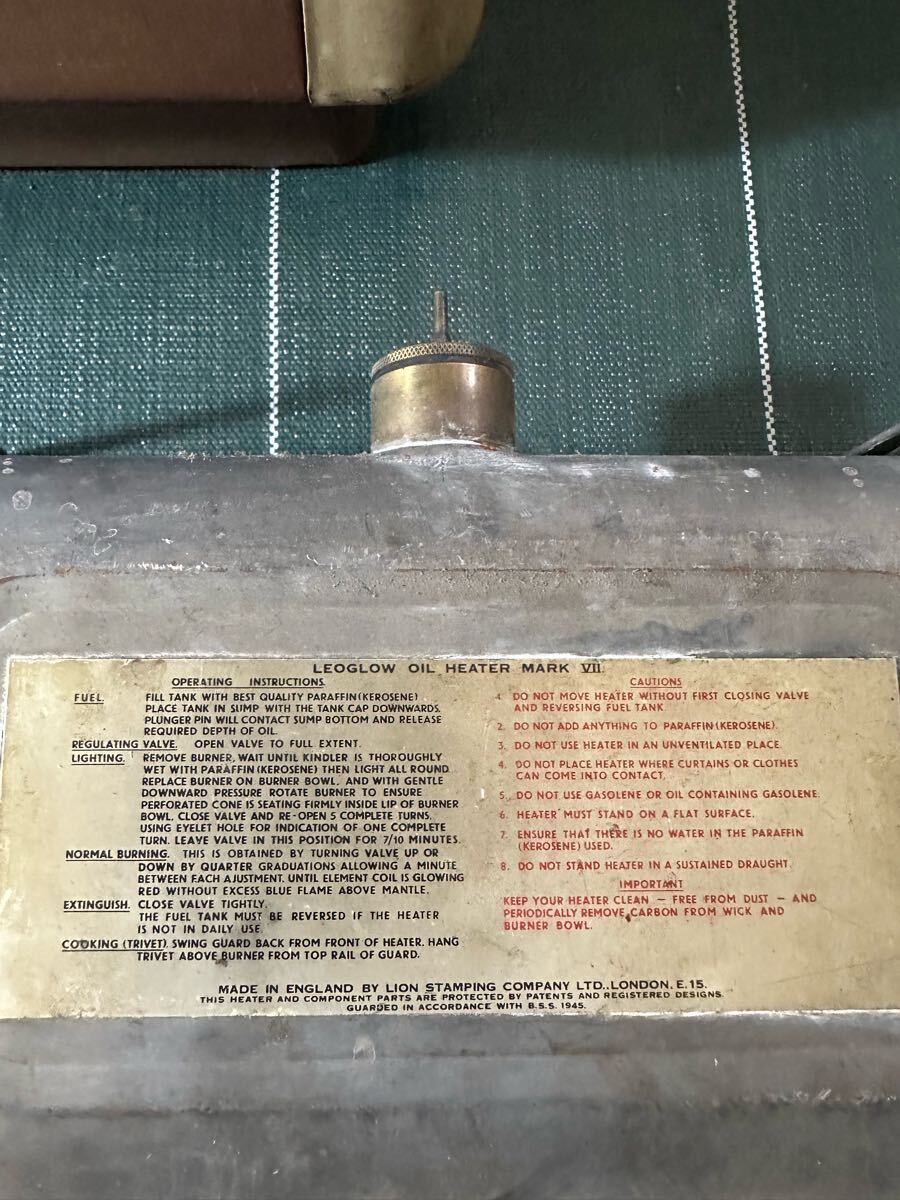 LEOGLOW OIL HEATER MARK VII.
OPERATING INSTRUCTIONS.
FUEL. FILL TANK WITH BEST QUALITY PARAFFIN (KEROSENE)
PLACE TANK IN SUMP WITH THE TANK CAP DOWNWARDS.
PLUNGER PIN WILL CONTACT SUMP BOTTOM AND RELEASE
REQUIRED DEPTH OF OIL.
REGULATING VALVE. OPEN VALVE TO FULL EXTENT.
LIGHTING. REMOVE BURNER, WAIT UNTIL KINDLER IS THOROUGHLY
WET WITH PARAFFIN (KEROSENE) THEN LIGHT ALL ROUND
REPLACE BURNER ON BURNER BOWL, AND WITH GENTLE
DOWNWARD PRESSURE ROTATE BURNER TO ENSURE
PERFORATED CONE IS SEATING FIRMLY INSIDE LIP OF BURNER
BOWL. CLOSE VALVE AND RE-OPEN 5 COMPLETE TURNS,
USING EYELET HOLE FOR INDICATION OF ONE COMPLETE
TURN. LEAVE VALVE IN THIS POSITION FOR 7/10 MINUTES.
NORMAL BURNING. THIS IS OBTAINED BY TURNING VALVE UP OR
DOWN BY QUARTER GRADUATIONS ALLOWING A MINUTE
BETWEEN EACH AJUSTMENT. UNTIL ELEMENT COIL IS GLOWING
RED WITHOUT EXCESS BLUE FLAME ABOVE MANTLE.
EXTINGUISH. CLOSE VALVE TIGHTLY.
THE FUEL TANK MUST BE REVERSED IF THE HEATER
IS NOT IN DAILY USE.
COOKING (TRIVET). SWING GUARD BACK FROM FRONT OF HEATER. HANG
TRIVET ABOVE BURNER FROM TOP RAIL OF GUARD.
CAUTIONS
1. DO NOT MOVE HEATER WITHOUT FIRST CLOSING VALVE
AND REVERSING FUEL TANK.
2. DO NOT ADD ANYTHING TO PARAFFIN (KEROSENE).
3. DO NOT USE HEATER IN AN UNVENTILATED PLACE.
4. DO NOT PLACE HEATER WHERE CURTAINS OR CLOTHES
CAN COME INTO CONTACT.
5. DO NOT USE GASOLENE OR OIL CONTAINING GASOLENE.
6. HEATER MUST STAND ON A FLAT SURFACE.
7. ENSURE THAT THERE IS NO WATER IN THE PARAFFIN
(KEROSENE) USED.
8. DO NOT STAND HEATER IN A SUSTAINED DRAUGHT.
IMPORTANT
KEEP YOUR HEATER CLEAN — FREE FROM DUST — AND
PERIODICALLY REMOVE CARBON FROM WICK AND
BURNER BOWL.
MADE IN ENGLAND BY LION STAMPING COMPANY LTD., LONDON, E.15.
THIS HEATER AND COMPONENT PARTS ARE PROTECTED BY PATENTS AND REGISTERED DESIGNS.
GUARDED IN ACCORDANCE WITH B.S.S. 1945.